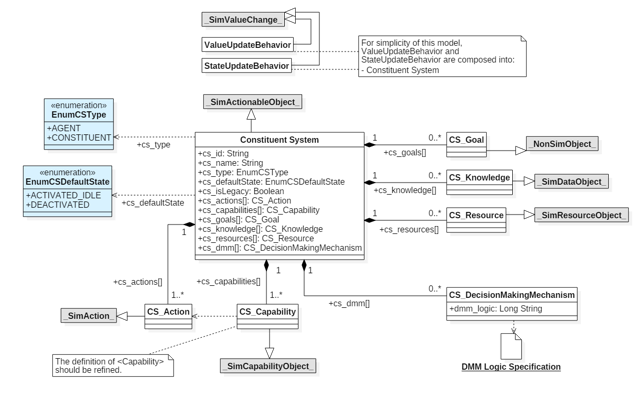 _SimValueChange_
ValueUpdateBehavior
StateUpdateBehavior
For simplicity of this model,
ValueUpdateBehavior and
StateUpdateBehavior are composed into:
- Constituent System
_SimActionableObject_
«enumeration»
EnumCSType
+AGENT
+CONSTITUENT
+cs_type
«enumeration»
EnumCSDefaultState
+ACTIVATED_IDLE
+DEACTIVATED
+cs_defaultState
Constituent System
+cs_id: String
+cs_name: String
+cs_type: EnumCSType
+cs_defaultState: EnumCSDefaultState
+cs_isLegacy: Boolean
+cs_actions[]: CS_Action
+cs_capabilities[]: CS_Capability
+cs_goals[]: CS_Goal
+cs_knowledge[]: CS_Knowledge
+cs_resources[]: CS_Resource
+cs_dmm[]: CS_DecisionMakingMechanism
1
0..*
+cs_goals[]
CS_Goal
_NonSimObject_
1
0..*
+cs_knowledge[]
CS_Knowledge
_SimDataObject_
1
0..*
+cs_resources[]
CS_Resource
_SimResourceObject_
1
+cs_actions[]
1..*
1
+cs_capabilities[]
1..*
1
+cs_dmm[]
0..*
CS_DecisionMakingMechanism
+dmm_logic: Long String
DMM Logic Specification
_SimAction_
CS_Action
CS_Capability
The definition of <Capability>
should be refined.
_SimCapabilityObject_